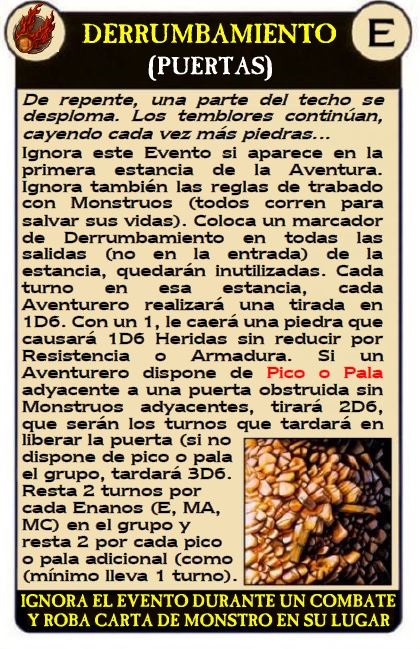 DERRUMBAMIENTO
E
(PUERTAS)
De repente, una parte del techo se
desploma. Los temblores continúan,
cayendo cada vez más piedras...
Ignora este Evento si aparece en la
primera estancia de la Aventura.
Ignora también las reglas de trabado
con Monstruos (todos corren para
salvar sus vidas). Coloca un marcador
de Derrumbamiento en todas las
salidas (no en la entrada) de la
estancia, quedarán inutilizadas. Cada
turno en esa estancia, cada
Aventurero realizará una tirada en
1D6. Con un 1, le caerá una piedra que
causará 1D6 Heridas sin reducir por
Resistencia o Armadura. Si un
Aventurero dispone de Pico o Pala
adyacente a una puerta obstruida sin
Monstruos adyacentes, tirará 2D6,
que serán los turnos que tardará en
liberar la puerta (si no
dispone de pico o pala
el grupo, tardará 3D6.
Resta 2 turnos por
cada Enanos (E, MA,
MC) en el grupo y
resta 2 por cada pico
o pala adicional (como
(mínimo lleva 1 turno).
IGNORA EL EVENTO DURANTE UN COMBATE
Y ROBA CARTA DE MONSTRO EN SU LUGAR